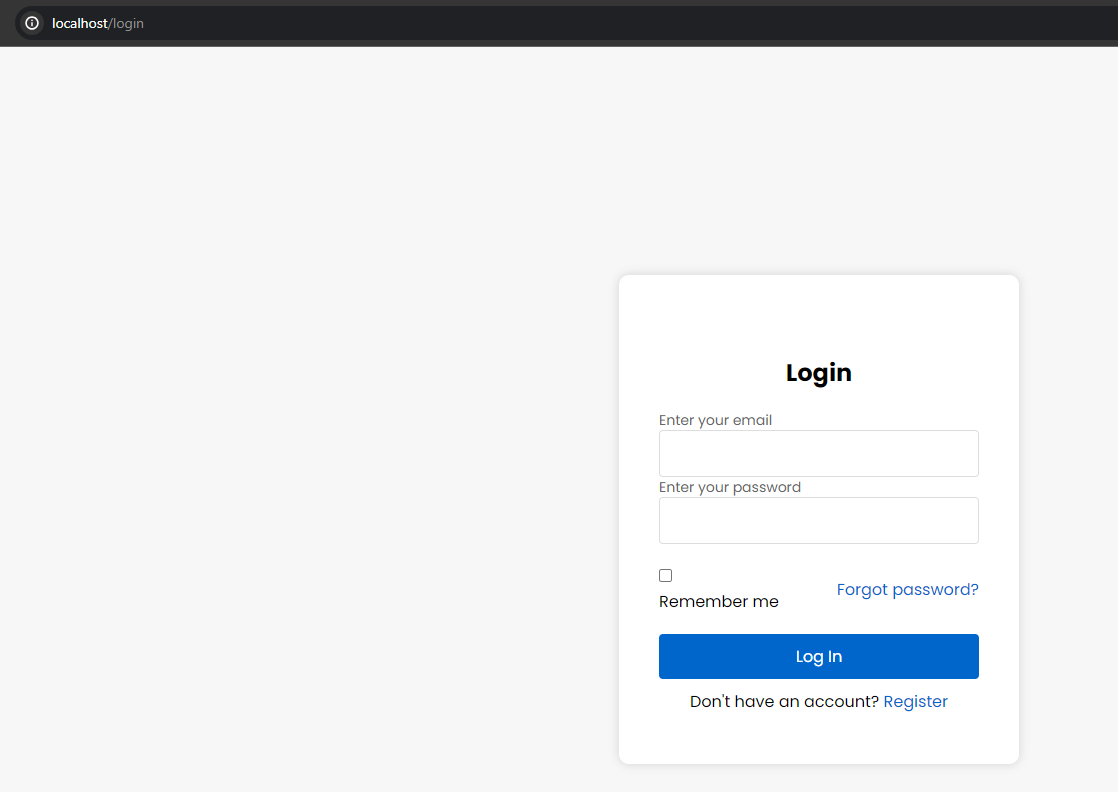 localhost/login
Login
Enter your email
Enter your password
Remember me
Forgot password?
Log In
Don't have an account? Register